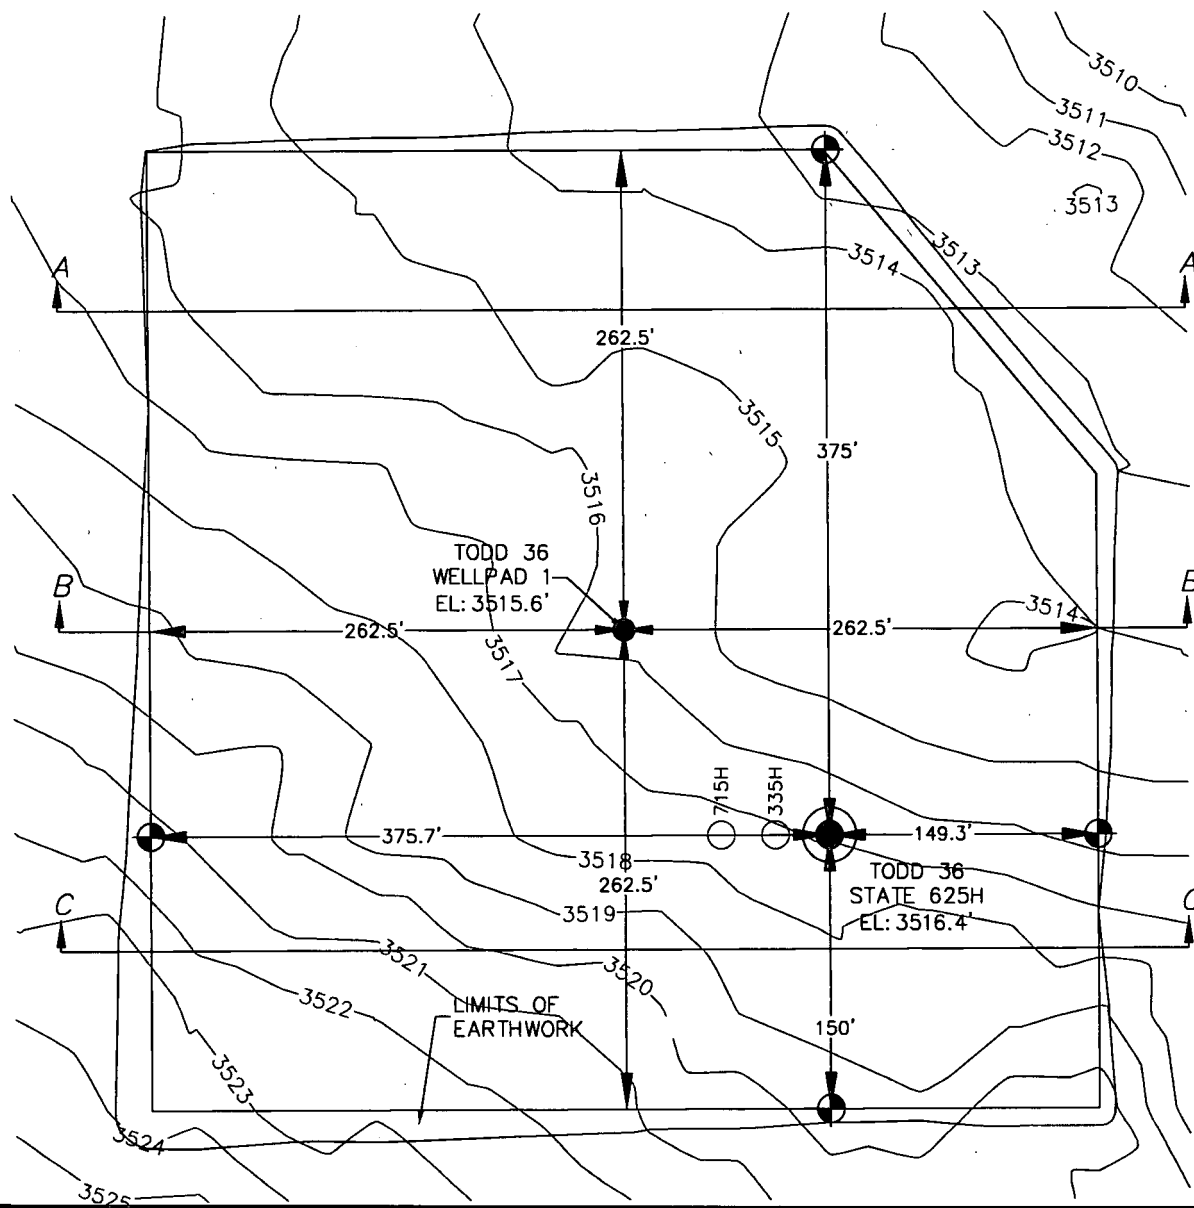 3510
3511
3512
3513
3513
3514
A
A
262.5'
3515
375'
3516
TODD 36
WELLPAD 1
EL: 3515.6'
B
B
3514
262.5'
262.5'
3517
715H
335H
375.7'
149.3'
3518
262.5'
TODD 36
STATE 625H
EL: 3516.4'
3519
C
C
3521
3520
3522
LIMITS OF
EARTHWORK
150'
3523
3524
3525